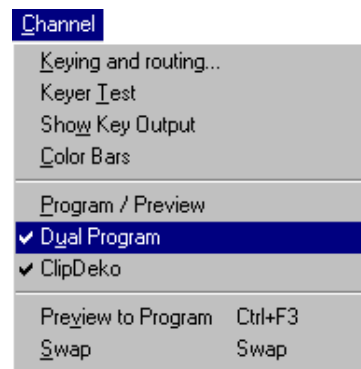 Channel
Keying and routing...
Keyer Test
Show Key Output
Color Bars
Program / Preview
Dual Program
ClipDeko
Preview to Program Ctrl+F3
Swap Swap